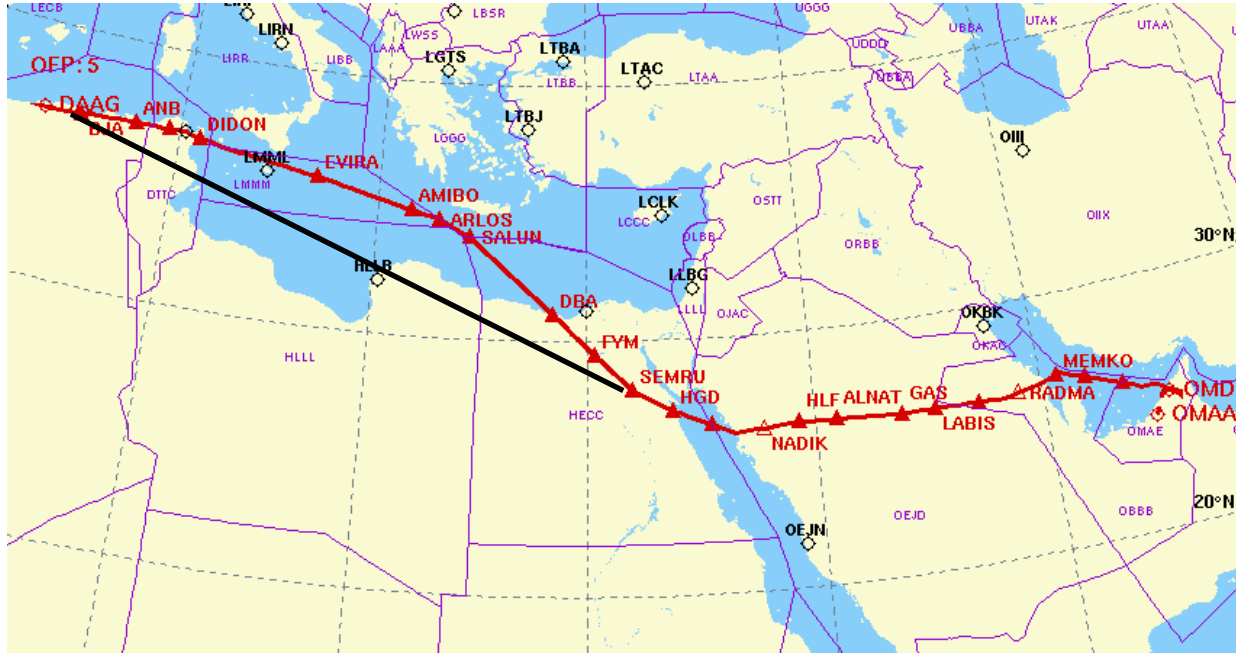 LECB
LIRN
LIRR
LIBB
LAAA
LWSS
LBSR
UGGG
UBBA
UTAK
UTAA
UDDD
UBBA
LGTS
LTBA
LTBB
LTAC
LTAA
OFP: 5
DAAG
BJA
ANB
DIDON
LMML
LMMM
EVIRA
LGGG
LTBJ
OIII
DTTC
AMIBO
ARLOS
SALUN
LCCC
LCLK
OLBB
OSTT
ORBB
OIIX
30°N
HLLB
LLBG
LLLL
OJAC
DBA
FYM
OKBK
OKAC
HLLL
SEMRU
HGD
HECC
NADIK
HLF
ALNAT
GAS
LABIS
RADMA
MEMKO
OMD
OMAA
OMAE
20°N
OEJN
OEJD
OBBB